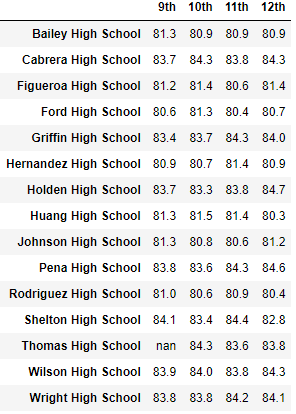 9th 10th 11th 12th
Bailey High School 81.3 80.9 80.9 80.9
Cabrera High School 83.7 84.3 83.8 84.3
Figueroa High School 81.2 81.4 80.6 81.4
Ford High School 80.6 81.3 80.4 80.7
Griffin High School 83.4 83.7 84.3 84.0
Hernandez High School 80.9 80.7 81.4 80.9
Holden High School 83.7 83.3 83.8 84.7
Huang High School 81.3 81.5 81.4 80.3
Johnson High School 81.3 80.8 80.6 81.2
Pena High School 83.8 83.6 84.3 84.6
Rodriguez High School 81.0 80.6 80.9 80.4
Shelton High School 84.1 83.4 84.4 82.8
Thomas High School nan 84.3 83.6 83.8
Wilson High School 83.9 84.0 83.8 84.3
Wright High School 83.8 83.8 84.2 84.1